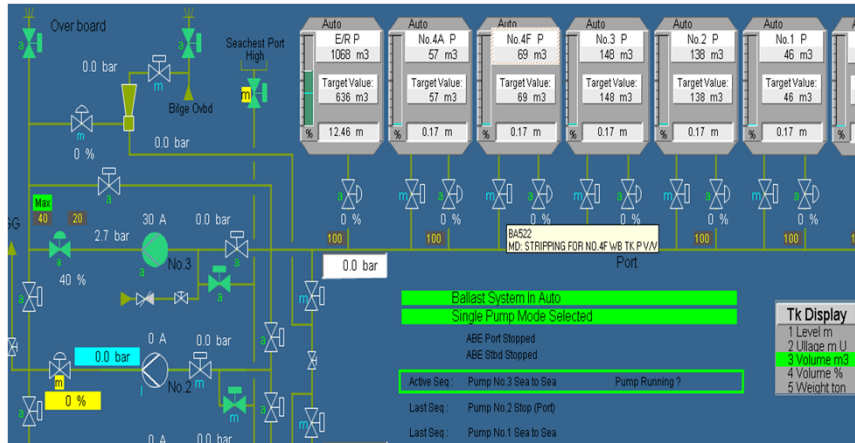 Over board
a
a
Seachest Port
High
0.0 bar
m
Bilge Ovbd
m
m
0 %
0.0 bar
a
Max
40
20
30 A
0.0 bar
2.7 bar
GG
a
40 %
a
No.3
a
a
a
0.0 bar
m
0 A
0.0 bar
0.0 bar
m
0 %
I
No.2
m
m
a
a
m
0 A
0.0 bar
Auto
E/R P
1068 m3
Target Value:
636 m3
%
12.46 m
Auto
No.4A P
57 m3
Target Value:
57 m3
%
0.17 m
Auto
No.4F P
69 m3
Target Value:
69 m3
%
0.17 m
Auto
No.3 P
148 m3
Target Value:
148 m3
%
0.17 m
Auto
No.2 P
138 m3
Target Value:
138 m3
%
0.17 m
Auto
No.1 P
46 m3
Target Value:
46 m3
%
0.17 m
a
0 %
m
a
0 %
m
a
0 %
m
a
0 %
m
a
0 %
m
a
0 %
100
100
100
100
100
BA522
MD: STRIPPING FOR NO.4F WB TK P V/V
Port
Ballast System In Auto
Single Pump Mode Selected
ABE Port Stopped
ABE Stbd Stopped
Active Seq : Pump No.3 Sea to Sea Pump Running ?
Last Seq : Pump No.2 Stop (Port)
Last Seq : Pump No.1 Sea to Sea
Tk Display
1 Level m
2 Ullage m U
3 Volume m3
4 Volume %
5 Weight ton